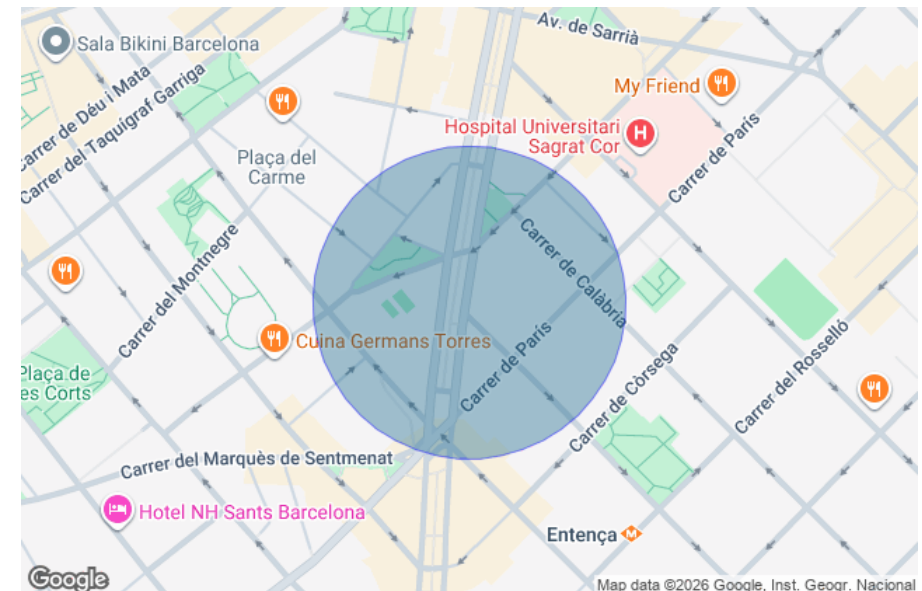 Av. de Sarrià
Sala Bikini Barcelona
My Friend
Carrer de Déu i Mata
Carrer del Taquígraf Garriga
Hospital Universitari
Sagrat Cor
Carrer de París
Plaça del
Carme
Carrer del Montnegre
Carrer de Calàbria
Cuina Germans Torres
Carrer de París
Carrer de Còrsega
Carrer del Rosselló
Plaça de
es Corts
Carrer del Marquès de Sentmenat
Hotel NH Sants Barcelona
Entença
Google
Map data ©2026 Google, Inst. Geogr. Nacional